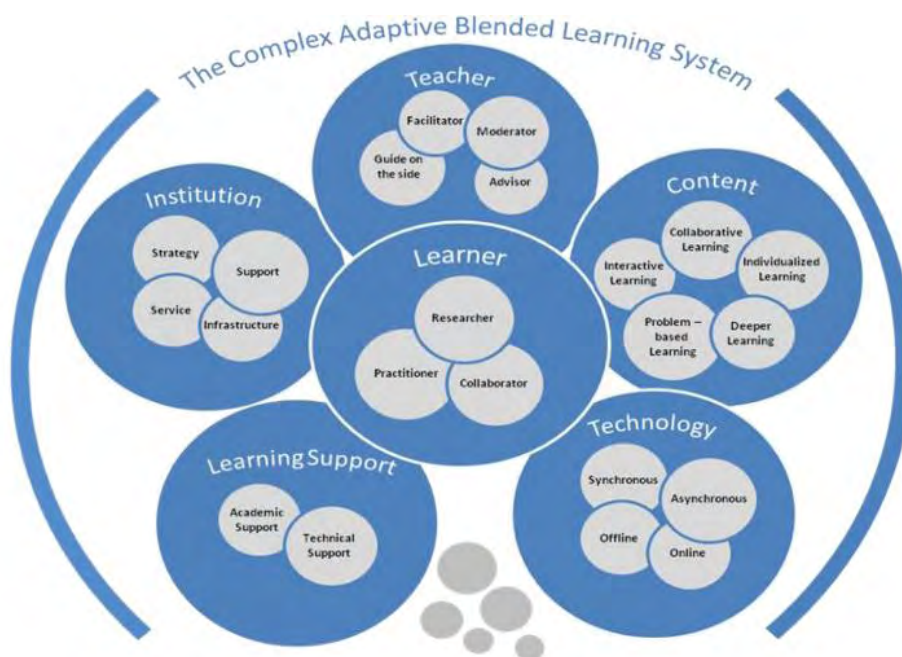 The Complex Adaptive Blended Learning System
Teacher
Facilitator
Moderator
Guide on
the side
Advisor
Institution
Strategy
Support
Service
Infrastructure
Content
Collaborative
Learning
Interactive
Learning
Individualized
Learning
Problem –
based Learning
Deeper
Learning
Learner
Researcher
Practitioner
Collaborator
Learning Support
Academic
Support
Technical
Support
Technology
Synchronous
Asynchronous
Offline
Online